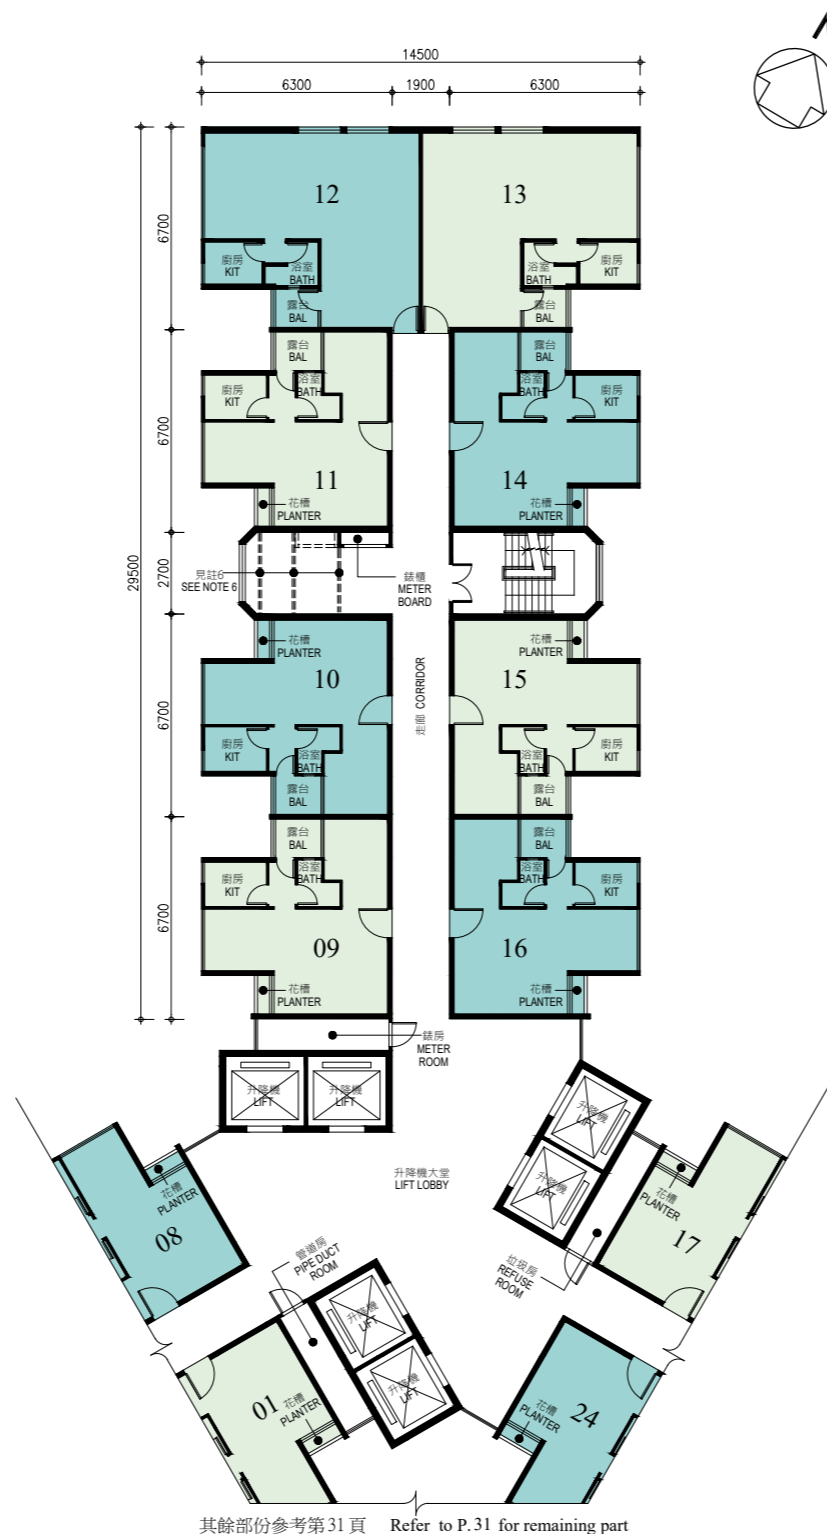 14500
6300
1900
6300
29500
6700
6700
2700
6700
6700
12
廚房
KIT
浴室
BATH
露台
BAL
13
浴室
BATH
廚房
KIT
露台
BAL
露台
BAL
廚房
KIT
浴室
BATH
11
花槽
PLANTER
露台
BAL
浴室
BATH
廚房
KIT
14
花槽
PLANTER
見註6
SEE NOTE 6
錶櫃
METER
BOARD
花槽
PLANTER
10
廚房
KIT
浴室
BATH
露台
BAL
走廊 CORRIDOR
花槽
PLANTER
15
浴室
BATH
廚房
KIT
露台
BAL
露台
BAL
廚房
KIT
浴室
BATH
09
花槽
PLANTER
露台
BAL
浴室
BATH
廚房
KIT
16
花槽
PLANTER
錶房
METER
ROOM
升降機
LIFT
升降機
LIFT
升降機
LIFT
升降機
LIFT
升降機大堂
LIFT LOBBY
花槽
PLANTER
08
花槽
PLANTER
17
管道房
PIPE DUCT
ROOM
垃圾房
REFUSE
ROOM
升降機
LIFT
升降機
LIFT
01
花槽
PLANTER
花槽
PLANTER
24
其餘部份參考第31頁 Refer to P.31 for remaining part